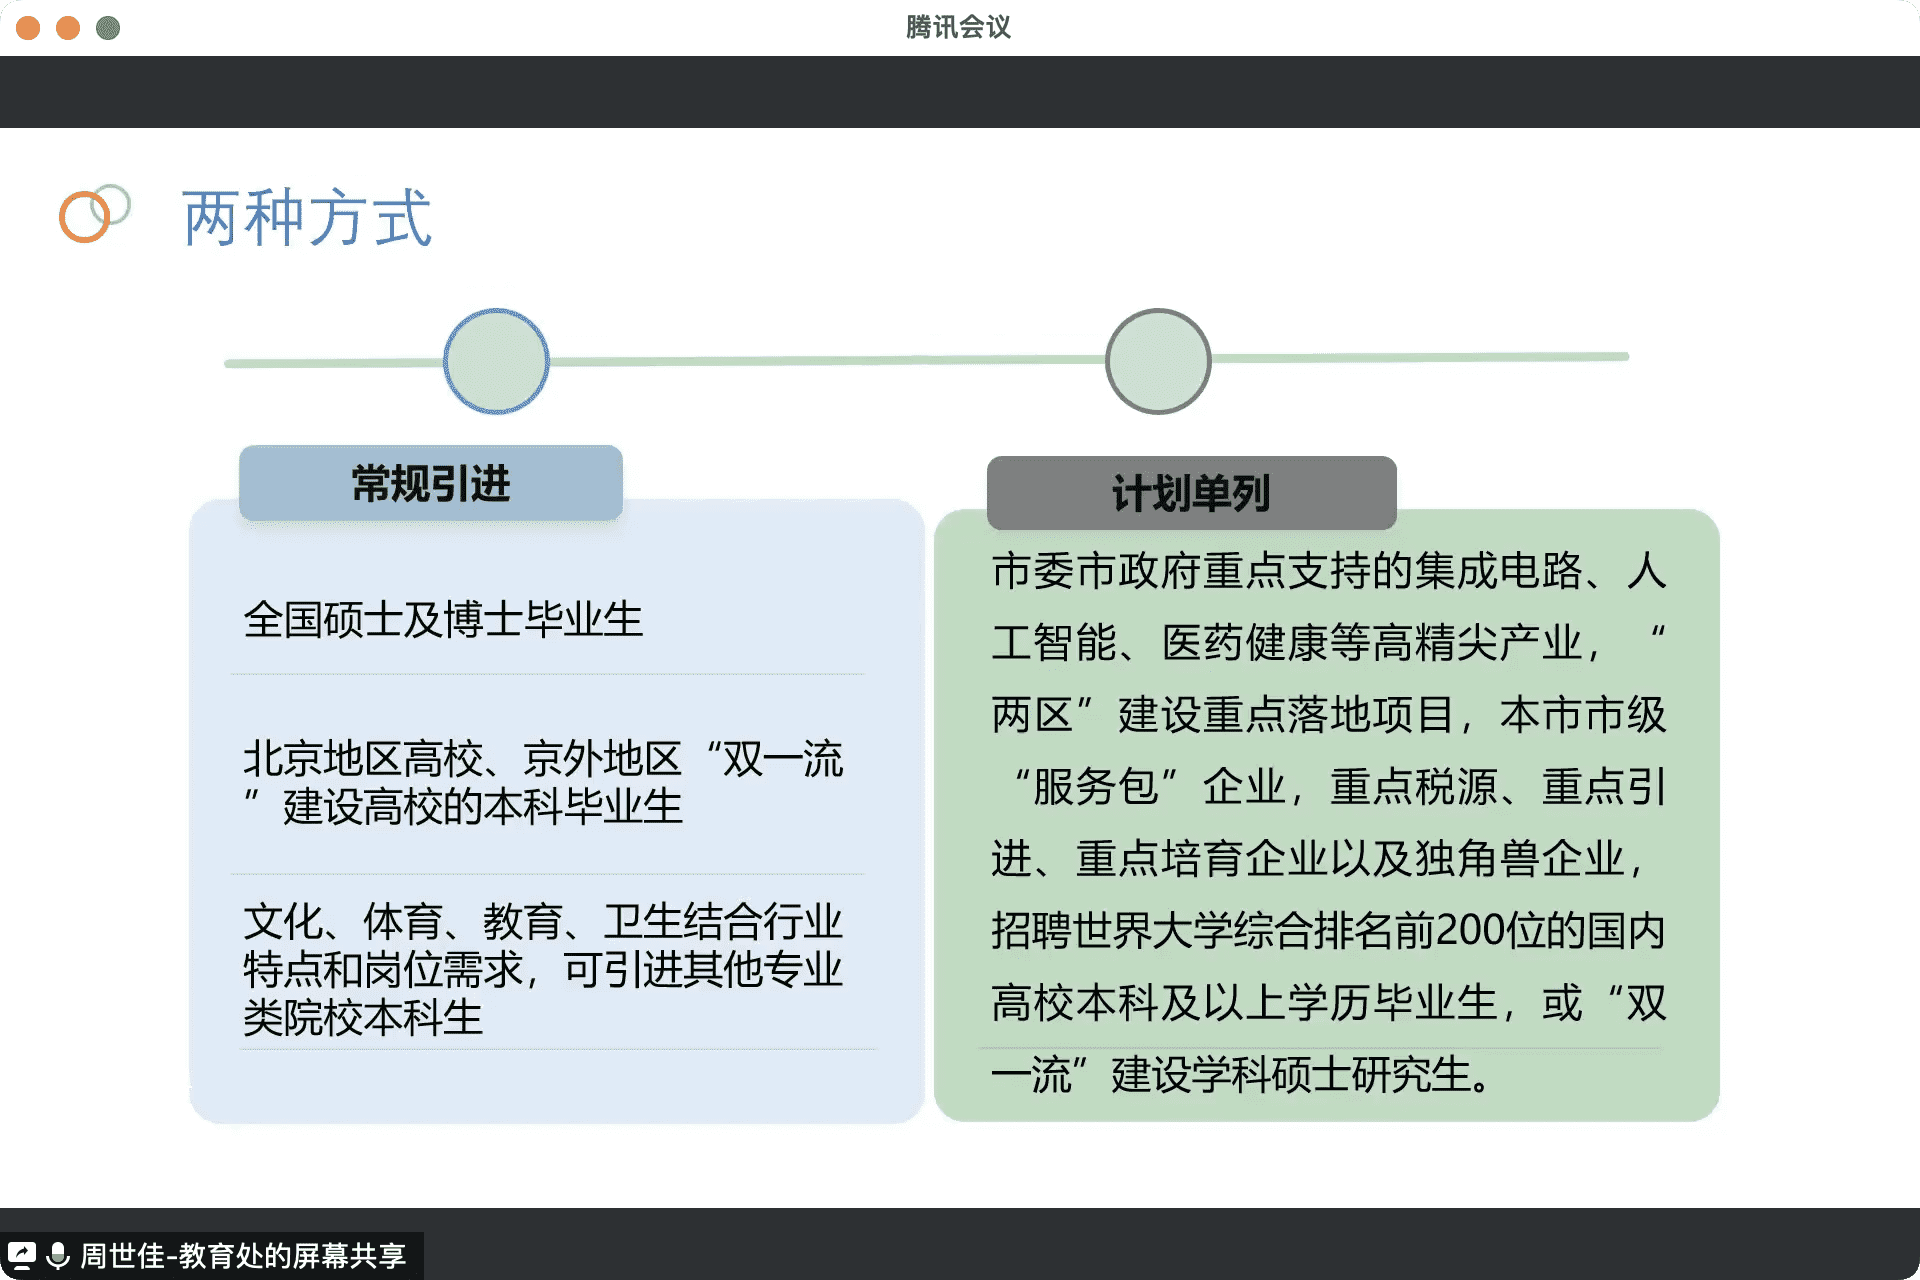 腾讯会议
两种方式
常规引进
全国硕士及博士毕业生
北京地区高校、京外地区“双一流
”建设高校的本科毕业生
文化、体育、教育、卫生结合行业
特点和岗位需求，可引进其他专业
类院校本科生
计划单列
市委市政府重点支持的集成电路、人
工智能、医药健康等高精尖产业，“
两区”建设重点落地项目，本市市级
“服务包”企业，重点税源、重点引
进、重点培育企业以及独角兽企业，
招聘世界大学综合排名前200位的国内
高校本科及以上学历毕业生，或“双
一流”建设学科硕士研究生。
周世佳-教育处的屏幕共享